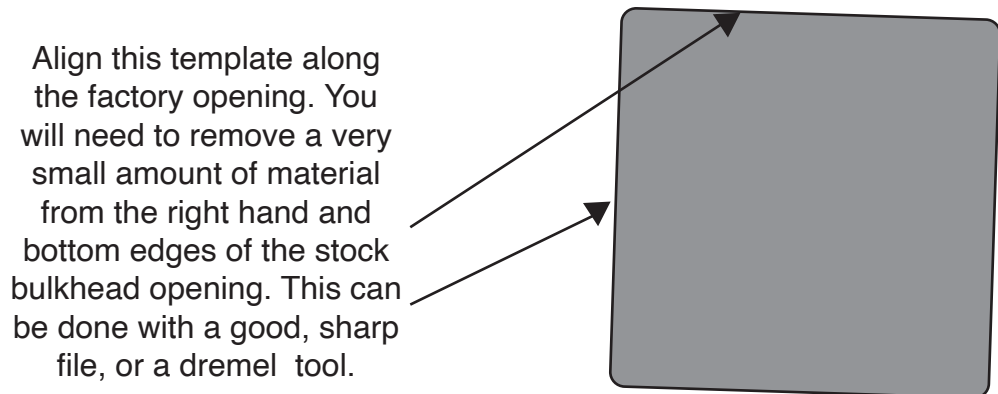 Align this template along
the factory opening. You
will need to remove a very
small amount of material
from the right hand and
bottom edges of the stock
bulkhead opening. This can
be done with a good, sharp
file, or a dremel  tool.